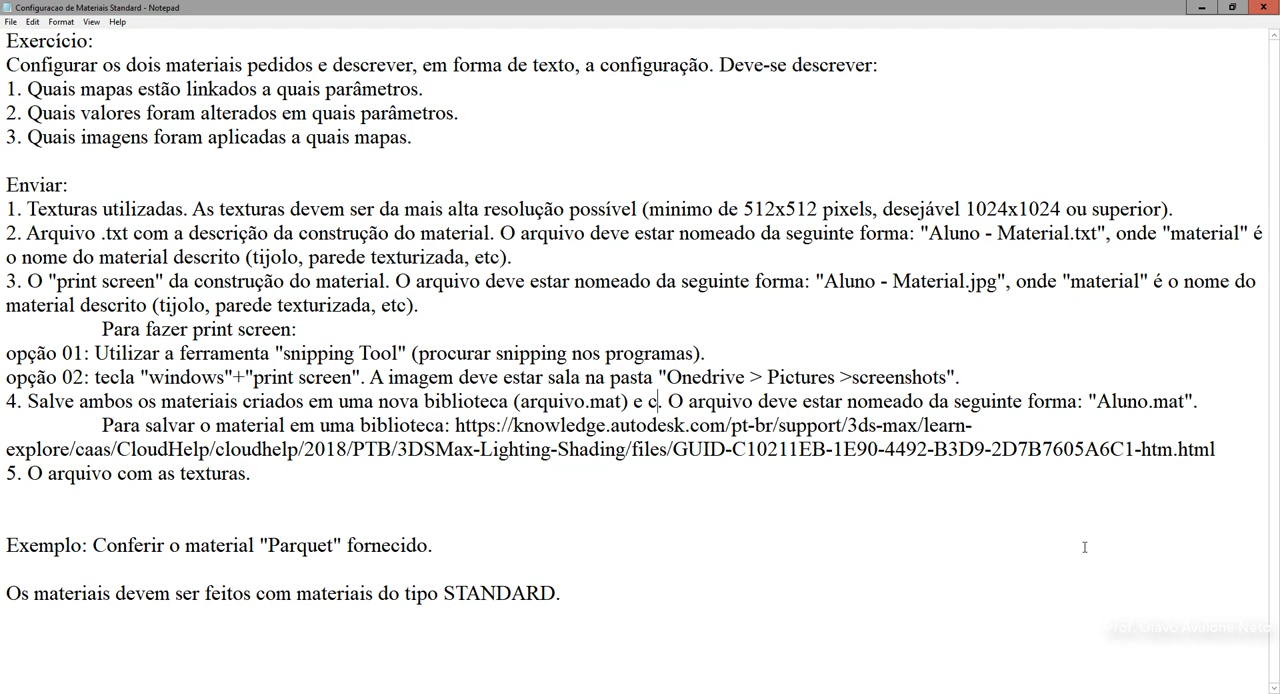 Configuracao de Materiais Standard - Notepad
File Edit Format View Help
Exercício:
Configurar os dois materiais pedidos e descrever, em forma de texto, a configuração. Deve-se descrever:
1. Quais mapas estão linkados a quais parâmetros.
2. Quais valores foram alterados em quais parâmetros.
3. Quais imagens foram aplicadas a quais mapas.
Enviar:
1. Texturas utilizadas. As texturas devem ser da mais alta resolução possível (minimo de 512x512 pixels, desejável 1024x1024 ou superior).
2. Arquivo .txt com a descrição da construção do material. O arquivo deve estar nomeado da seguinte forma: "Aluno - Material.txt", onde "material" é
o nome do material descrito (tijolo, parede texturizada, etc).
3. O "print screen" da construção do material. O arquivo deve estar nomeado da seguinte forma: "Aluno - Material.jpg", onde "material" é o nome do
material descrito (tijolo, parede texturizada, etc).
Para fazer print screen:
opção 01: Utilizar a ferramenta "snipping Tool" (procurar snipping nos programas).
opção 02: tecla "windows"+"print screen". A imagem deve estar sala na pasta "Onedrive > Pictures >screenshots".
4. Salve ambos os materiais criados em uma nova biblioteca (arquivo.mat) e c. O arquivo deve estar nomeado da seguinte forma: "Aluno.mat".
Para salvar o material em uma biblioteca: https://knowledge.autodesk.com/pt-br/support/3ds-max/learn-
explore/caas/CloudHelp/cloudhelp/2018/PTB/3DSMax-Lighting-Shading/files/GUID-C10211EB-1E90-4492-B3D9-2D7B7605A6C1-htm.html
5. O arquivo com as texturas.
Exemplo: Conferir o material "Parquet" fornecido.
Os materiais devem ser feitos com materiais do tipo STANDARD.
Prof. Olavo Avalone Neto